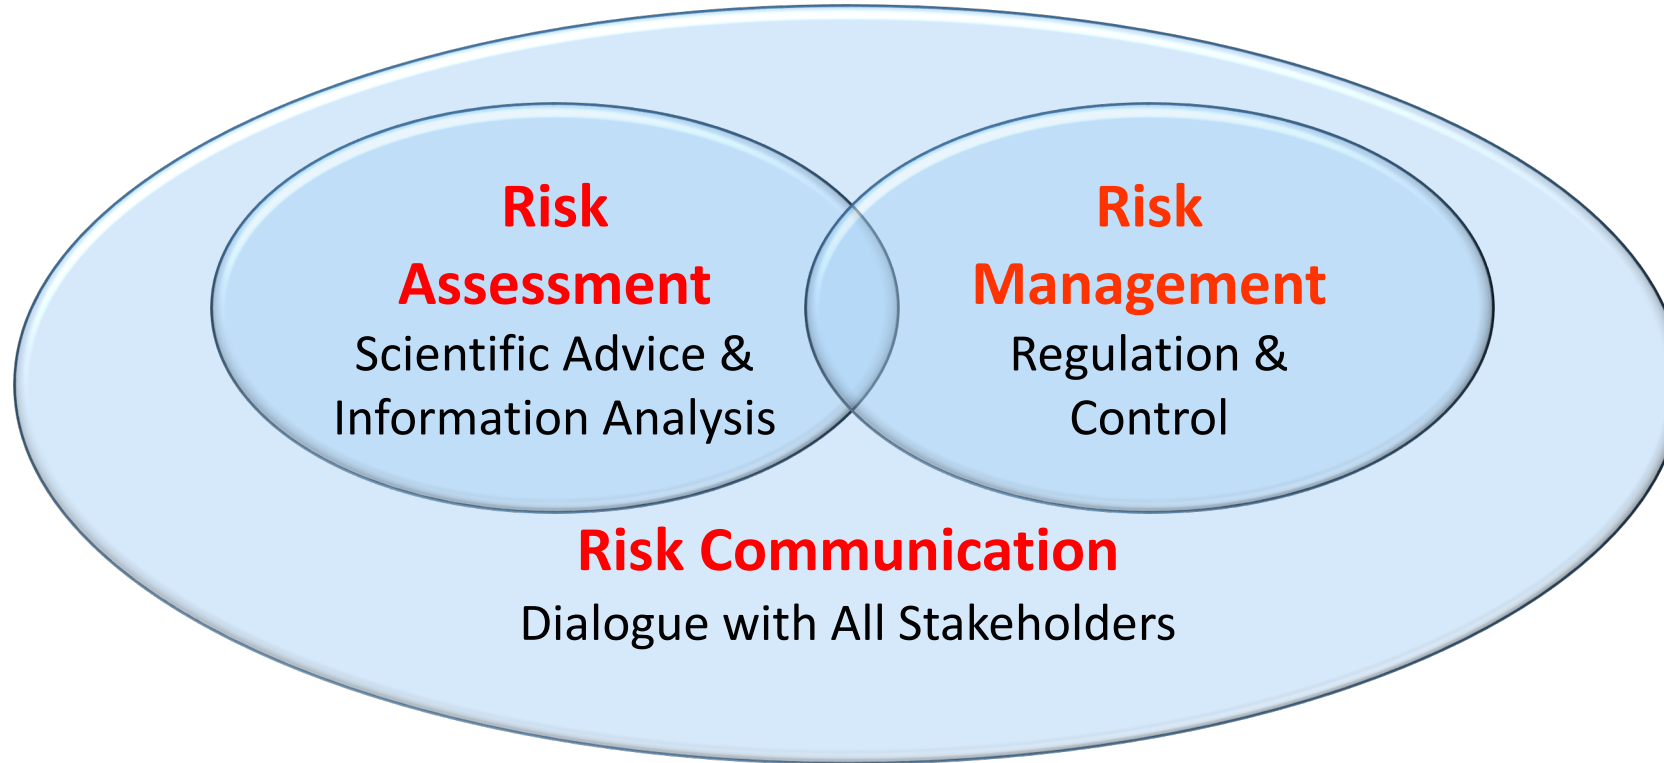 Risk
Assessment
Scientific Advice &
Information Analysis
Risk
Management
Regulation &
Control
Risk Communication
Dialogue with All Stakeholders